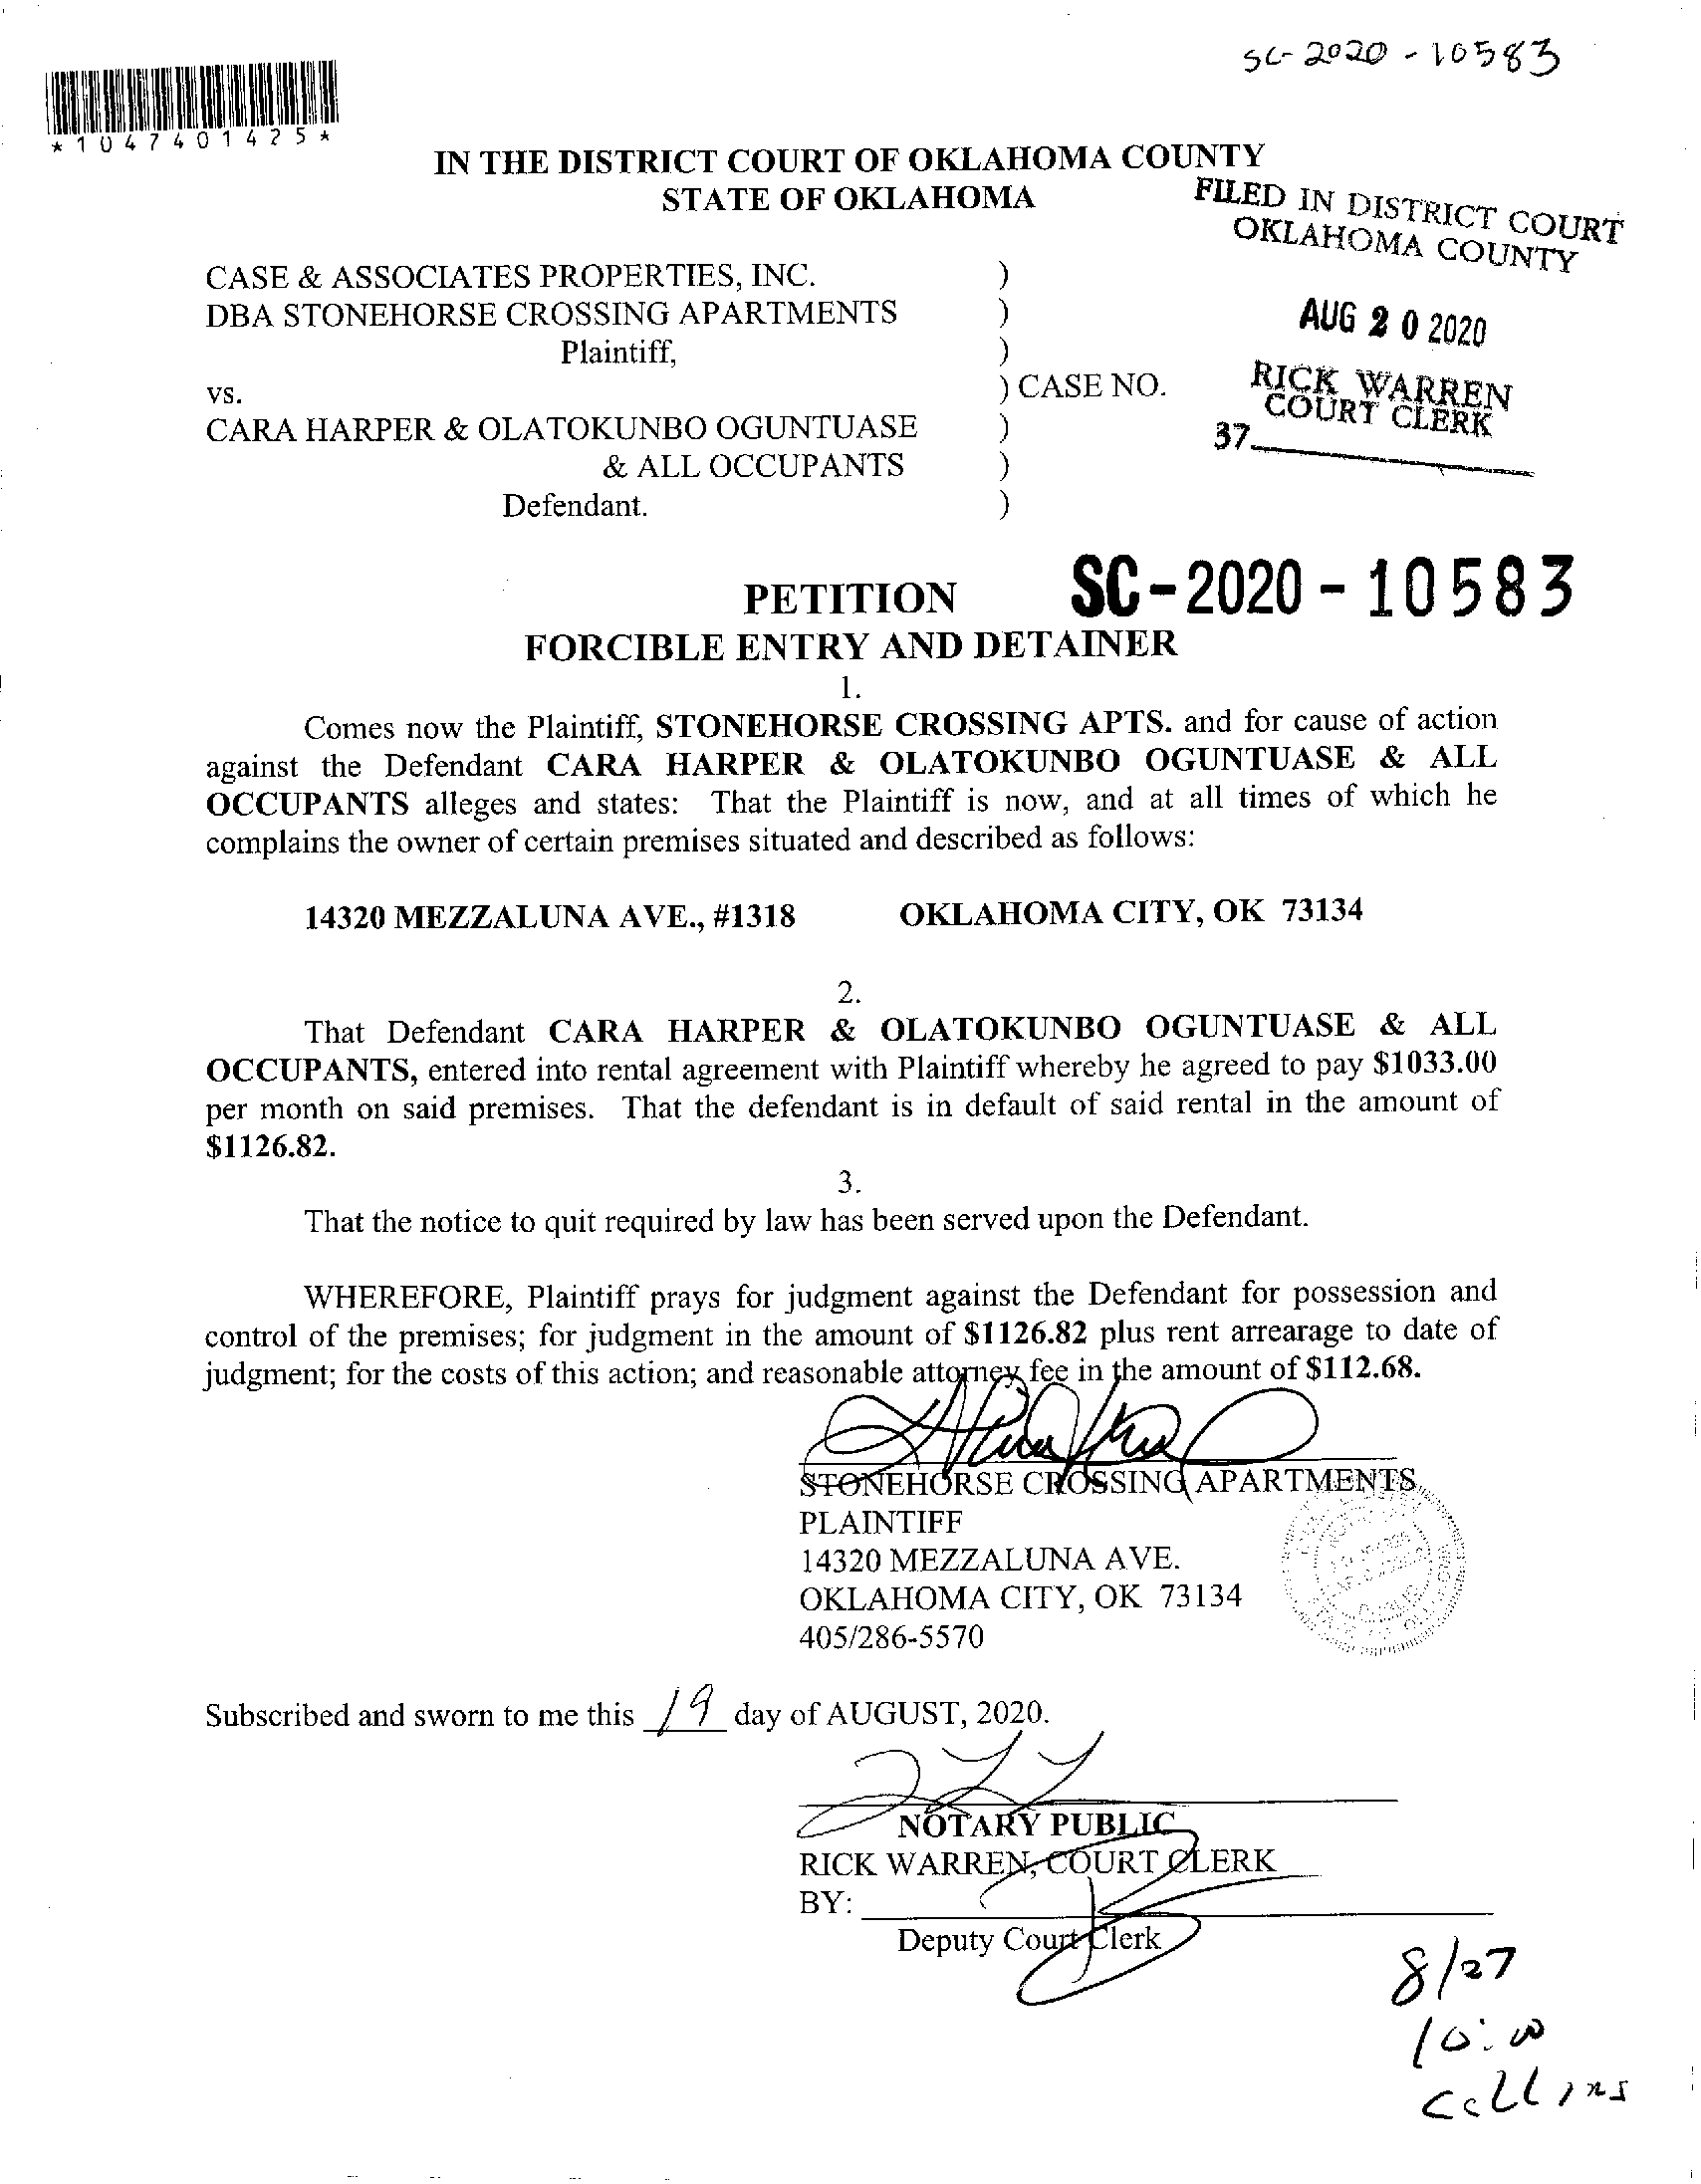 SC-2020-10583
*1047401425*
IN THE DISTRICT COURT OF OKLAHOMA COUNTY
STATE OF OKLAHOMA
FILED IN DISTRICT COURT
OKLAHOMA COUNTY
AUG 20 2020
RICK WARREN
COURT CLERK
37
CASE & ASSOCIATES PROPERTIES, INC. )
DBA STONEHORSE CROSSING APARTMENTS )
Plaintiff, )
vs. ) CASE NO.
CARA HARPER & OLATOKUNBO OGUNTUASE )
& ALL OCCUPANTS )
Defendant. )
PETITION SC-2020-10583
FORCIBLE ENTRY AND DETAINER
1.
Comes now the Plaintiff, STONEHORSE CROSSING APTS. and for cause of action
against the Defendant CARA HARPER & OLATOKUNBO OGUNTUASE & ALL
OCCUPANTS alleges and states: That the Plaintiff is now, and at all times of which he
complains the owner of certain premises situated and described as follows:
14320 MEZZALUNA AVE., #1318 OKLAHOMA CITY, OK 73134
2.
That Defendant CARA HARPER & OLATOKUNBO OGUNTUASE & ALL
OCCUPANTS, entered into rental agreement with Plaintiff whereby he agreed to pay $1033.00
per month on said premises. That the defendant is in default of said rental in the amount of
$1126.82.
3.
That the notice to quit required by law has been served upon the Defendant.
WHEREFORE, Plaintiff prays for judgment against the Defendant for possession and
control of the premises; for judgment in the amount of $1126.82 plus rent arrearage to date of
judgment; for the costs of this action; and reasonable attorney fee in the amount of $112.68.
STONEHORSE CROSSING APARTMENTS
PLAINTIFF
14320 MEZZALUNA AVE.
OKLAHOMA CITY, OK 73134
405/286-5570
Subscribed and sworn to me this 19 day of AUGUST, 2020.
NOTARY PUBLIC
RICK WARREN, COURT CLERK
BY:
Deputy Court Clerk
8/27
10:00
Collins